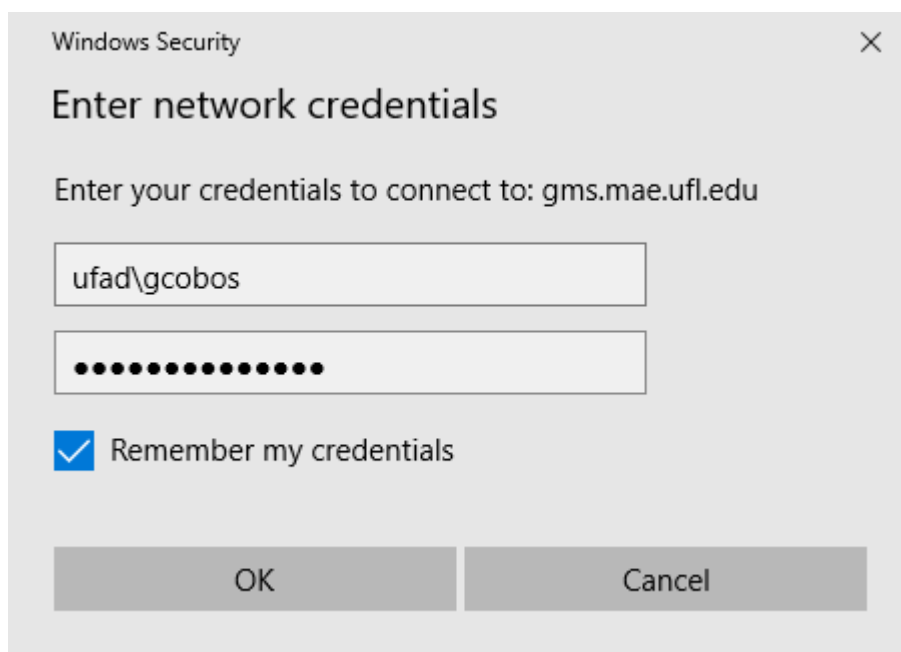 Windows Security
Enter network credentials
Enter your credentials to connect to: gms.mae.ufl.edu
ufad\gcobos
••••••••••••••
Remember my credentials
OK Cancel